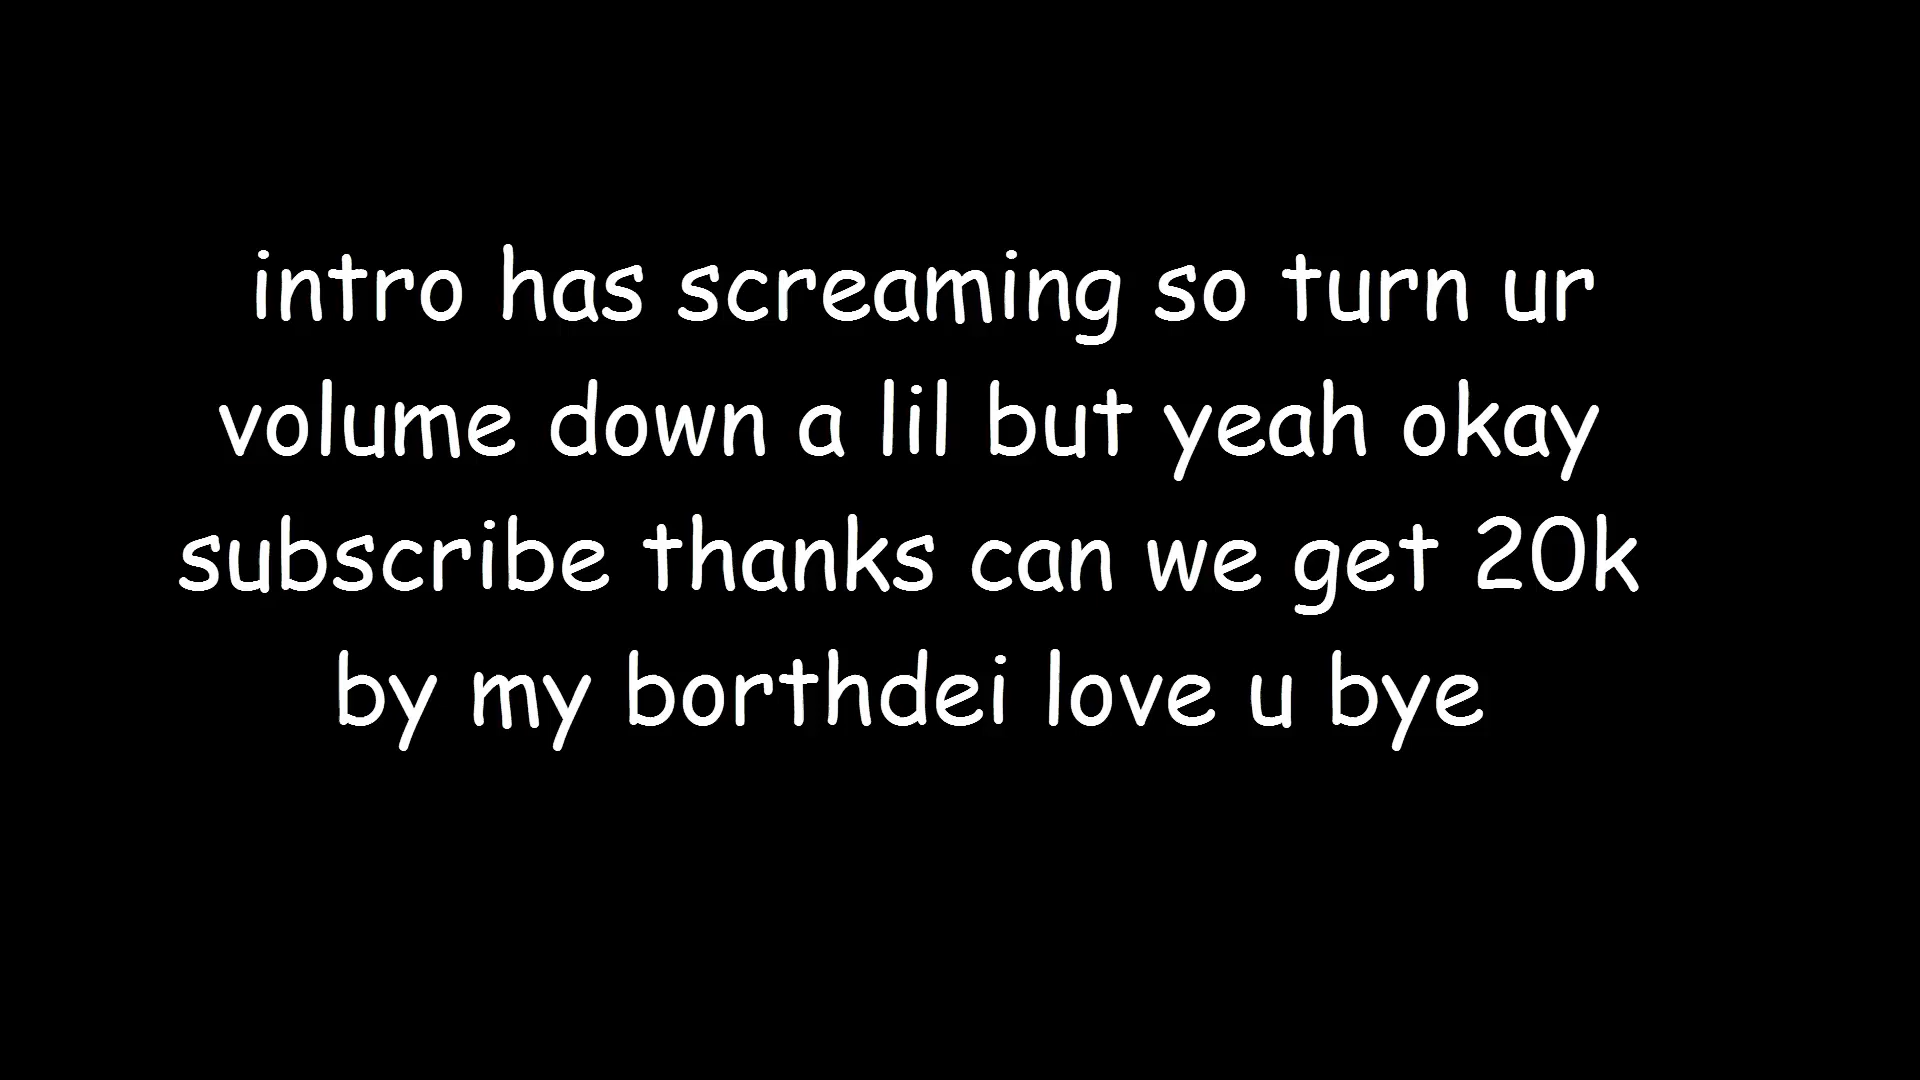 intro has screaming so turn ur
volume down a lil but yeah okay
subscribe thanks can we get 20k
by my borthdei love u bye